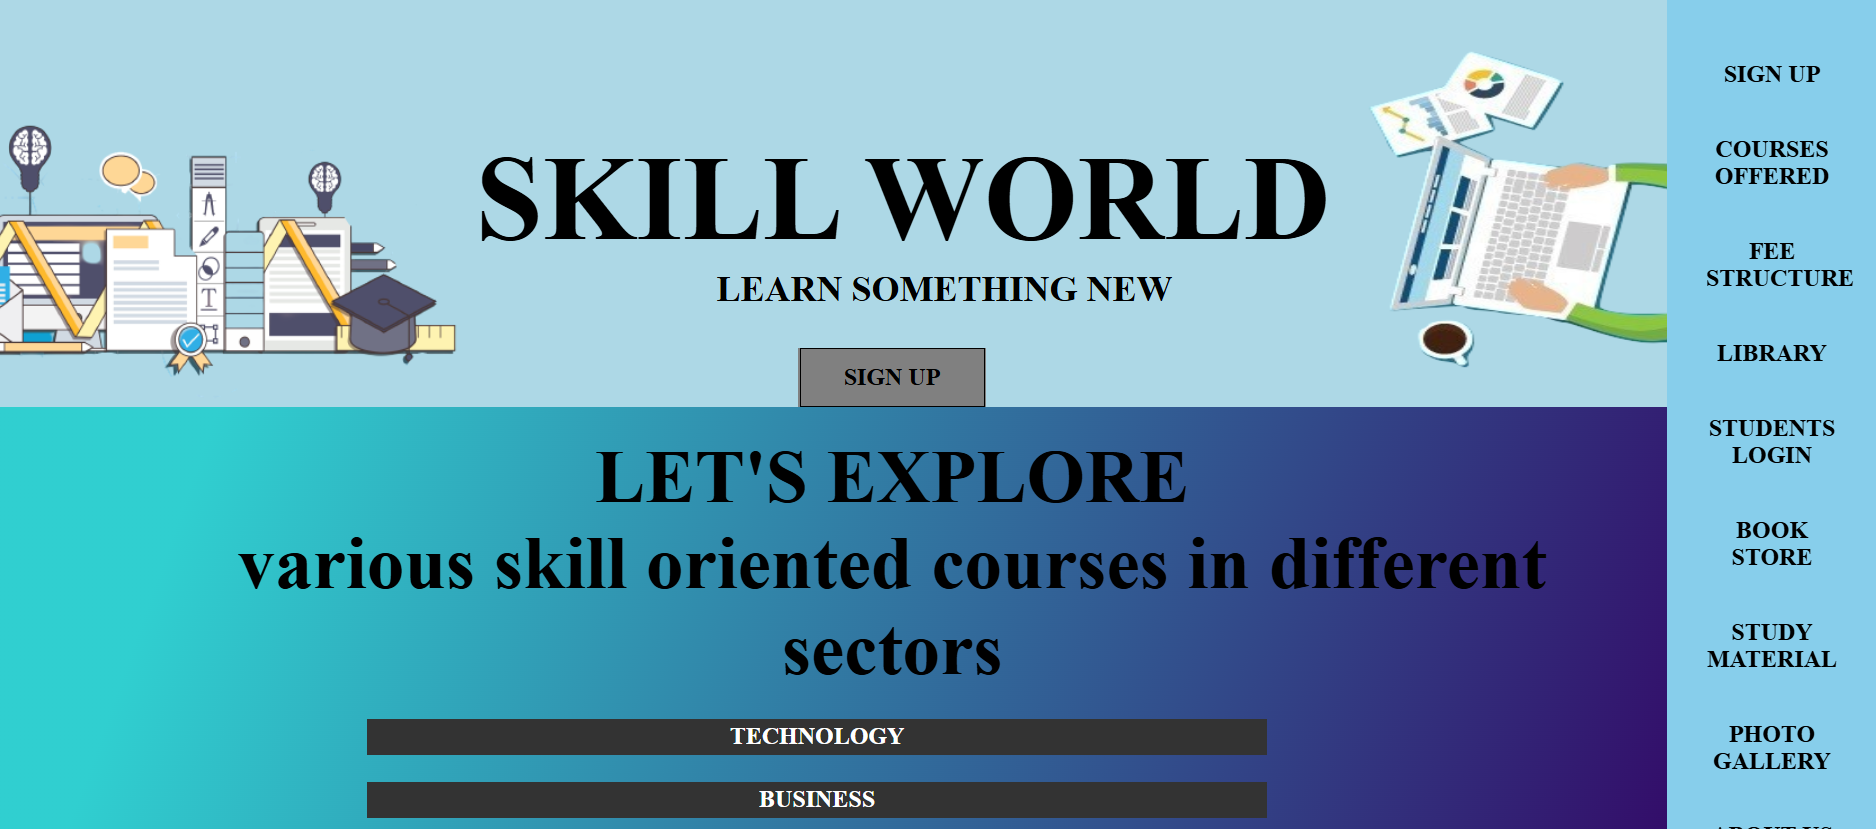 SKILL WORLD
LEARN SOMETHING NEW
SIGN UP
LET'S EXPLORE
various skill oriented courses in different
sectors
TECHNOLOGY
BUSINESS
SIGN UP
COURSES
OFFERED
FEE
STRUCTURE
LIBRARY
STUDENTS
LOGIN
BOOK
STORE
STUDY
MATERIAL
PHOTO
GALLERY